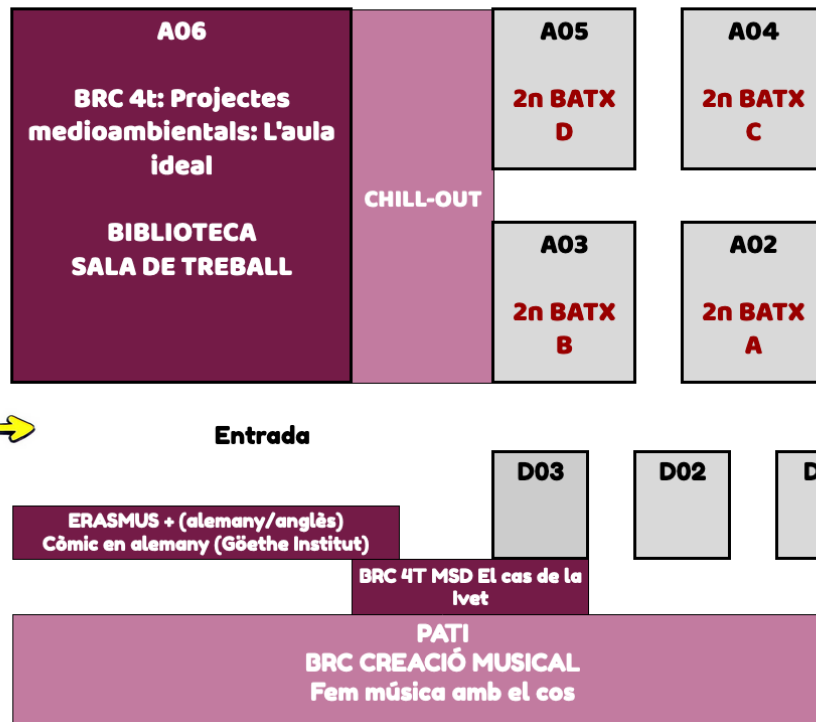 A06
BRC 4t: Projectes
medioambientals: L'aula
ideal
BIBLIOTECA
SALA DE TREBALL
CHILL-OUT
A05
2n BATX
D
A04
2n BATX
C
A03
2n BATX
B
A02
2n BATX
A
Entrada
D03
D02
D
ERASMUS + (alemany/anglès)
Còmic en alemany (Göethe Institut)
BRC 4T MSD El cas de la
Ivet
PATI
BRC CREACIÓ MUSICAL
Fem música amb el cos